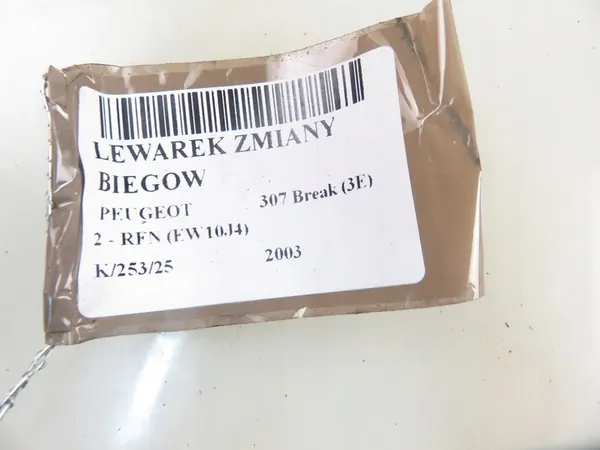 LEWAREK ZMIANY
BIEGOW
PEUGEOT 307 Break (3E)
2 - RFN (EW10J4)
K/253/25 2003